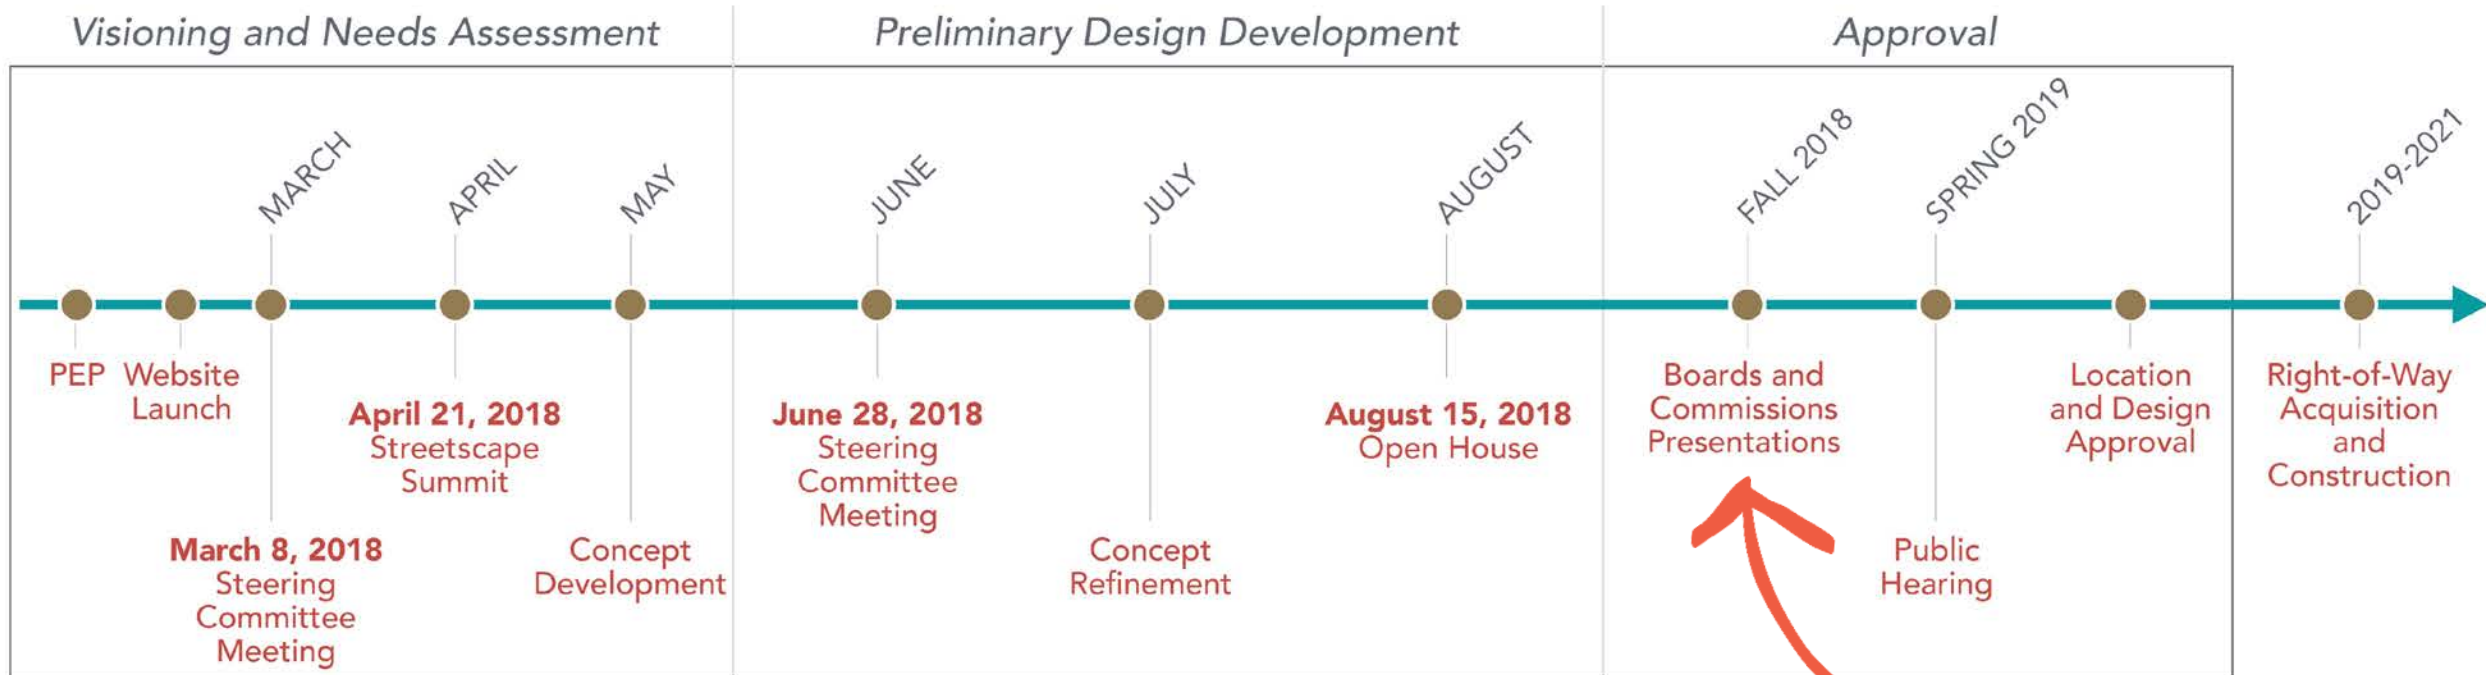 Visioning and Needs Assessment
Preliminary Design Development
Approval
MARCH
APRIL
MAY
JUNE
JULY
AUGUST
FALL 2018
SPRING 2019
2019-2021
PEP
Website
Launch
March 8, 2018
Steering
Committee
Meeting
April 21, 2018
Streetscape
Summit
Concept
Development
June 28, 2018
Steering
Committee
Meeting
Concept
Refinement
August 15, 2018
Open House
Boards and
Commissions
Presentations
Public
Hearing
Location
and Design
Approval
Right-of-Way
Acquisition
and
Construction